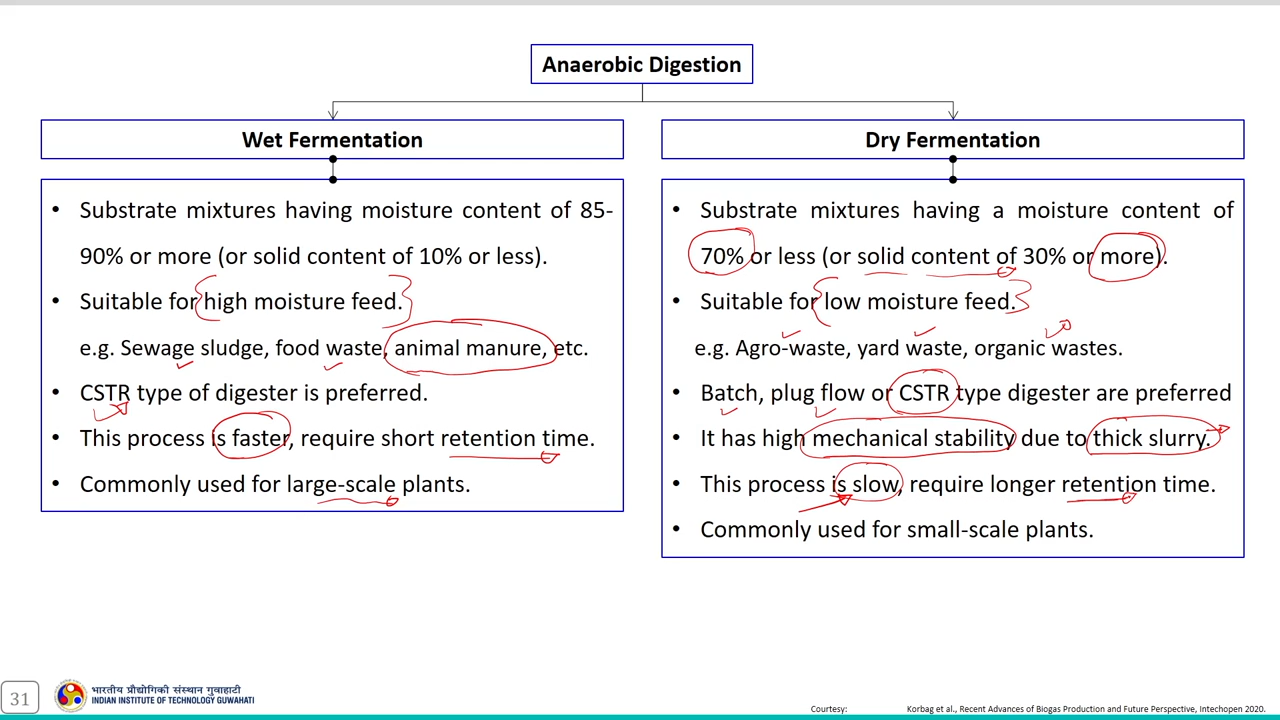 Anaerobic Digestion
Wet Fermentation
• Substrate mixtures having moisture content of 85-
90% or more (or solid content of 10% or less).
• Suitable for high moisture feed.
e.g. Sewage sludge, food waste, animal manure, etc.
• CSTR type of digester is preferred.
• This process is faster, require short retention time.
• Commonly used for large-scale plants.
Dry Fermentation
• Substrate mixtures having a moisture content of
70% or less (or solid content of 30% or more).
• Suitable for low moisture feed.
e.g. Agro-waste, yard waste, organic wastes.
• Batch, plug flow or CSTR type digester are preferred
• It has high mechanical stability due to thick slurry.
• This process is slow, require longer retention time.
• Commonly used for small-scale plants.
31
भारतीय प्रौद्योगिकी संस्थान गुवाहाटी
INDIAN INSTITUTE OF TECHNOLOGY GUWAHATI
Courtesy: Korbag et al., Recent Advances of Biogas Production and Future Perspective, Intechopen 2020.